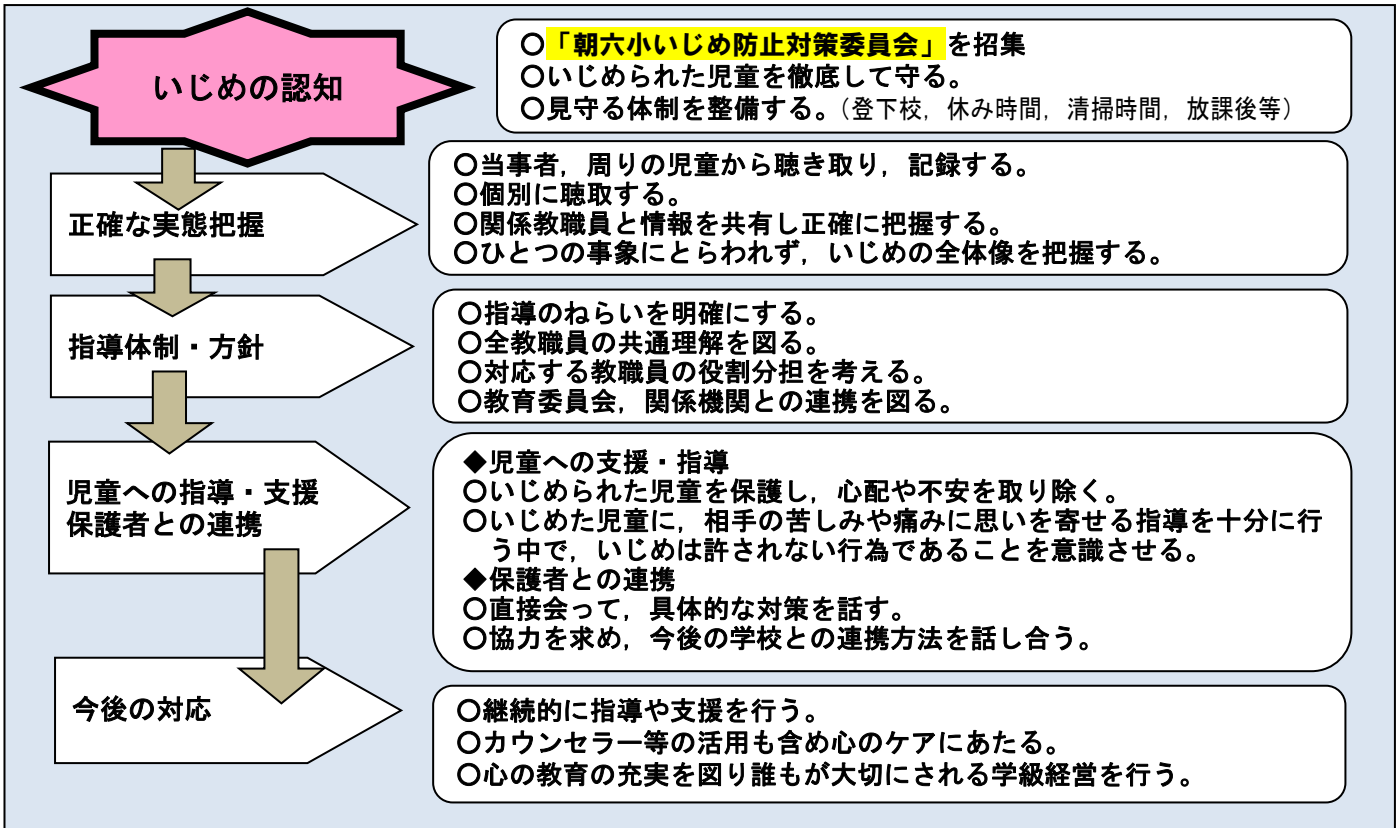 いじめの認知
〇「朝六小いじめ防止対策委員会」を招集
〇いじめられた児童を徹底して守る。
〇見守る体制を整備する。（登下校，休み時間，清掃時間，放課後等）
正確な実態把握
〇当事者，周りの児童から聴き取り，記録する。
〇個別に聴取する。
〇関係教職員と情報を共有し正確に把握する。
〇ひとつの事象にとらわれず，いじめの全体像を把握する。
指導体制・方針
〇指導のねらいを明確にする。
〇全教職員の共通理解を図る。
〇対応する教職員の役割分担を考える。
〇教育委員会，関係機関との連携を図る。
児童への指導・支援
保護者との連携
◆児童への支援・指導
〇いじめられた児童を保護し，心配や不安を取り除く。
〇いじめた児童に，相手の苦しみや痛みに思いを寄せる指導を十分に行
う中で，いじめは許されない行為であることを意識させる。
◆保護者との連携
〇直接会って，具体的な対策を話す。
〇協力を求め，今後の学校との連携方法を話し合う。
今後の対応
〇継続的に指導や支援を行う。
〇カウンセラー等の活用も含め心のケアにあたる。
〇心の教育の充実を図り誰もが大切にされる学級経営を行う。